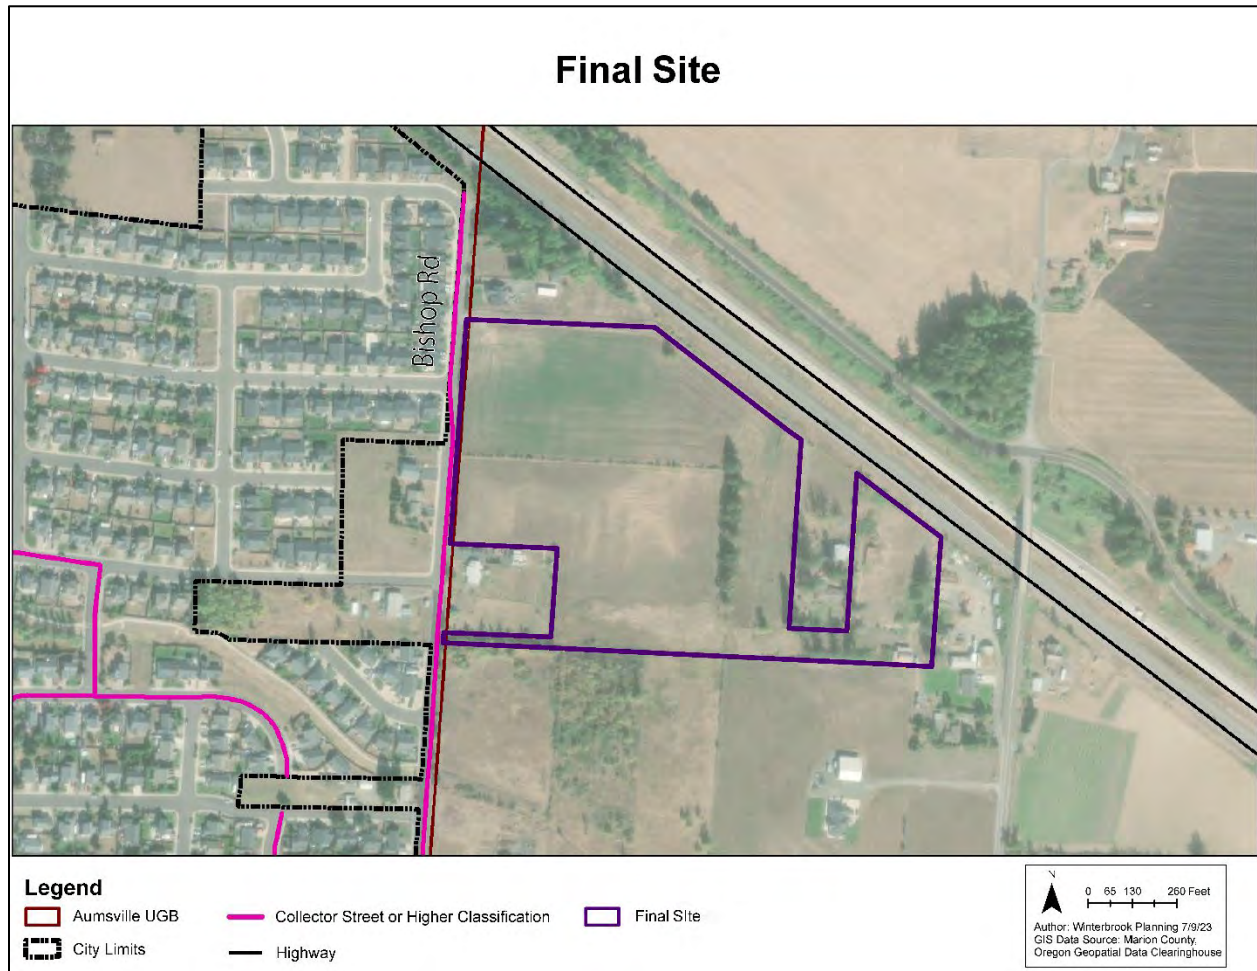 Final Site
Bishop Rd
Legend
Aumsville UGB
Collector Street or Higher Classification
Final SIte
City Limits
Highway
N
0 65 130 260 Feet
Author: Winterbrook Planning 7/9/23
GIS Data Source: Marion County,
Oregon Geospatial Data Clearinghouse